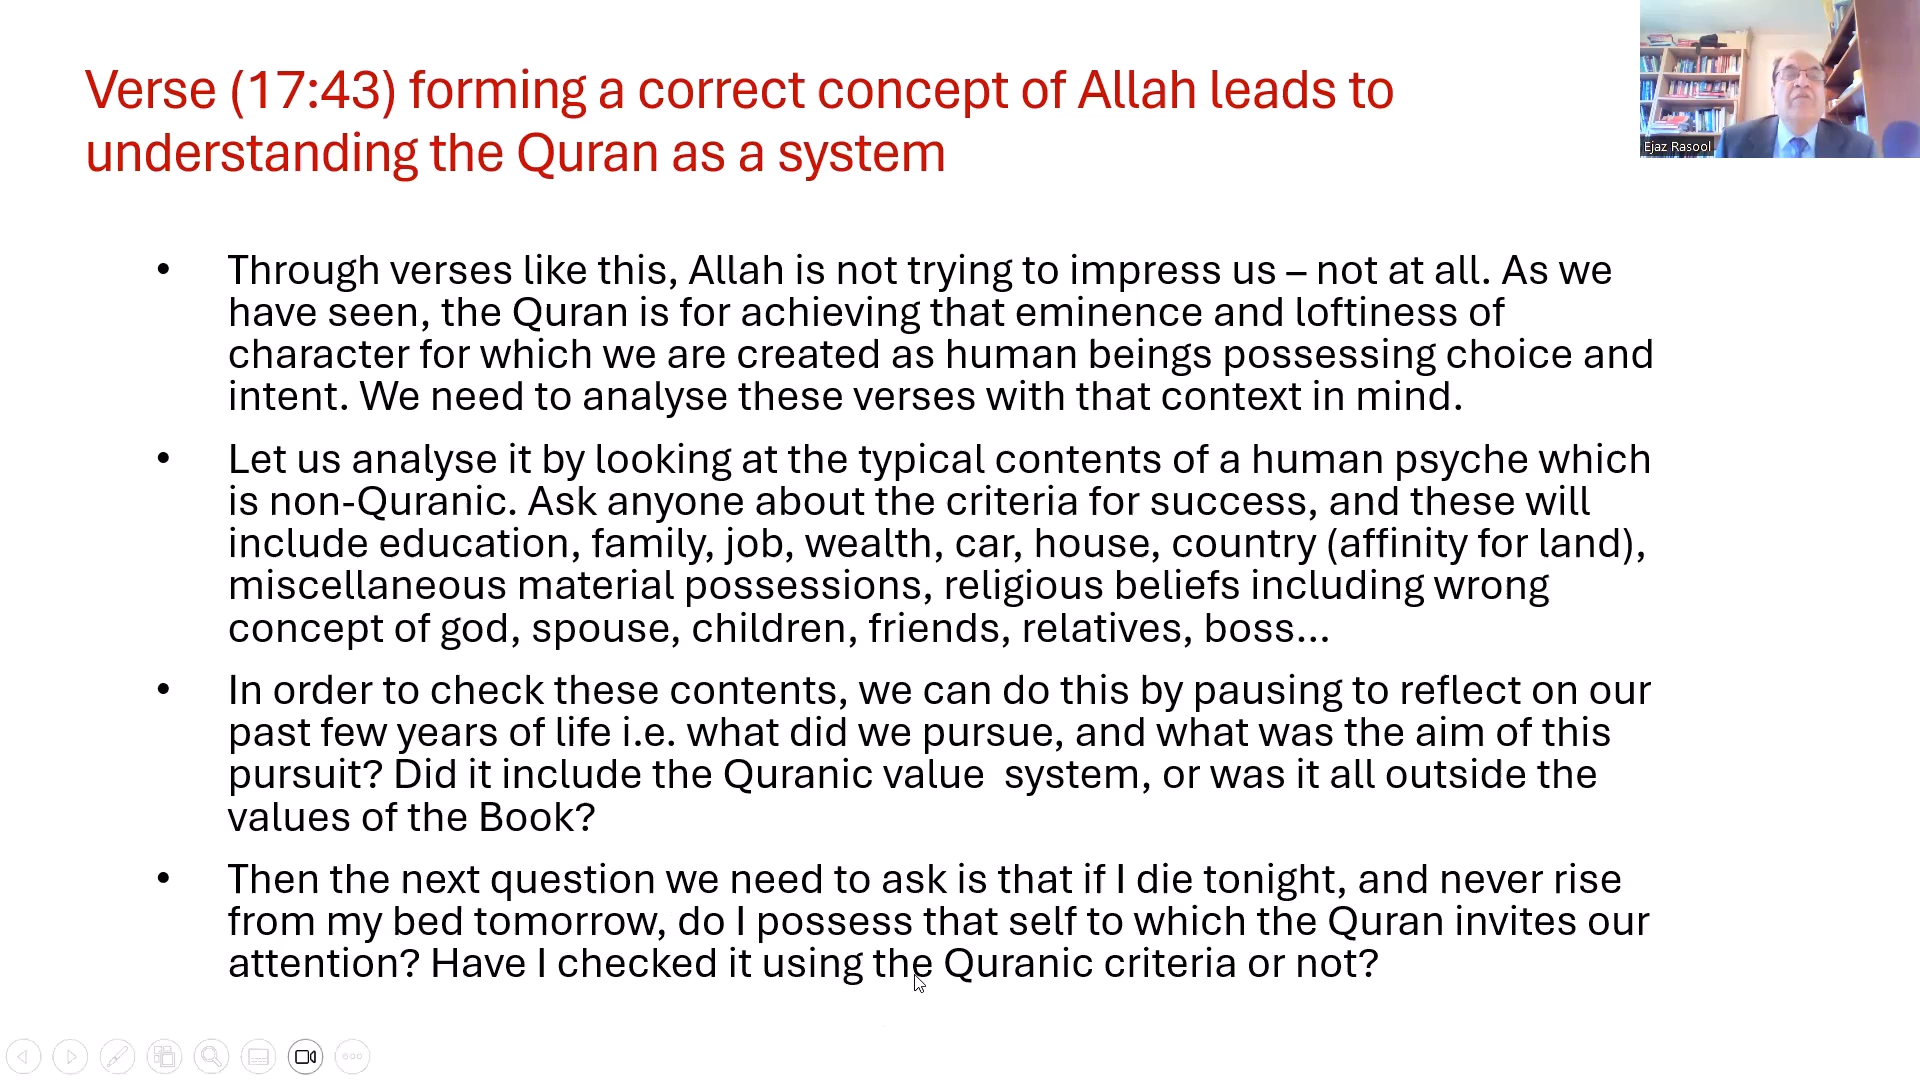 Verse (17:43) forming a correct concept of Allah leads to
understanding the Quran as a system
Ejaz Rasool
• Through verses like this, Allah is not trying to impress us – not at all. As we
have seen, the Quran is for achieving that eminence and loftiness of
character for which we are created as human beings possessing choice and
intent. We need to analyse these verses with that context in mind.
• Let us analyse it by looking at the typical contents of a human psyche which
is non-Quranic. Ask anyone about the criteria for success, and these will
include education, family, job, wealth, car, house, country (affinity for land),
miscellaneous material possessions, religious beliefs including wrong
concept of god, spouse, children, friends, relatives, boss…
• In order to check these contents, we can do this by pausing to reflect on our
past few years of life i.e. what did we pursue, and what was the aim of this
pursuit? Did it include the Quranic value  system, or was it all outside the
values of the Book?
• Then the next question we need to ask is that if I die tonight, and never rise
from my bed tomorrow, do I possess that self to which the Quran invites our
attention? Have I checked it using the Quranic criteria or not?